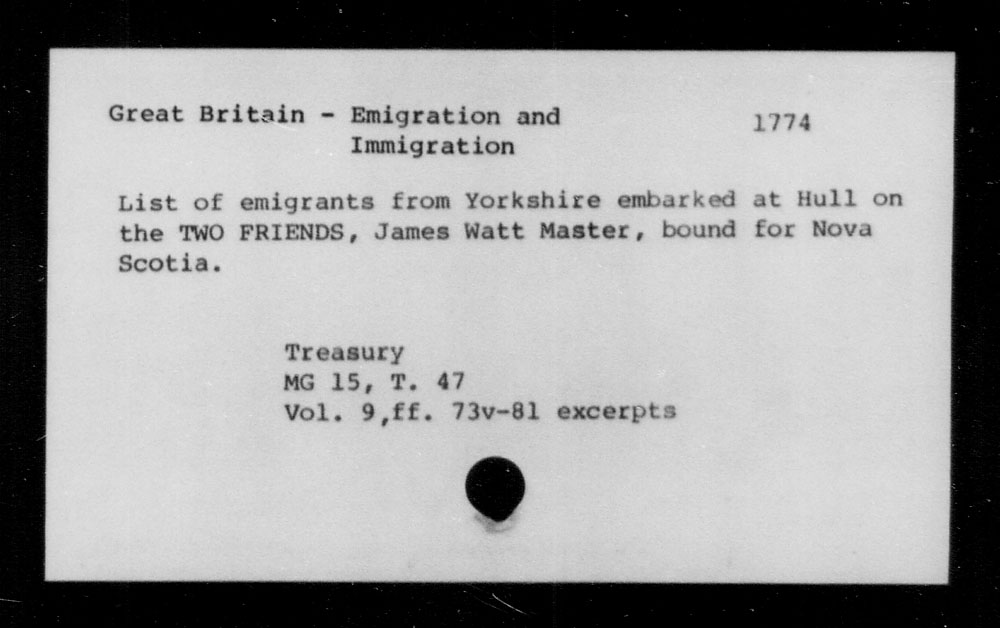 Great Britain - Emigration and 1774
Immigration
List of emigrants from Yorkshire embarked at Hull on
the TWO FRIENDS, James Watt Master, bound for Nova
Scotia.
Treasury
MG 15, T. 47
Vol. 9,ff. 73v-81 excerpts